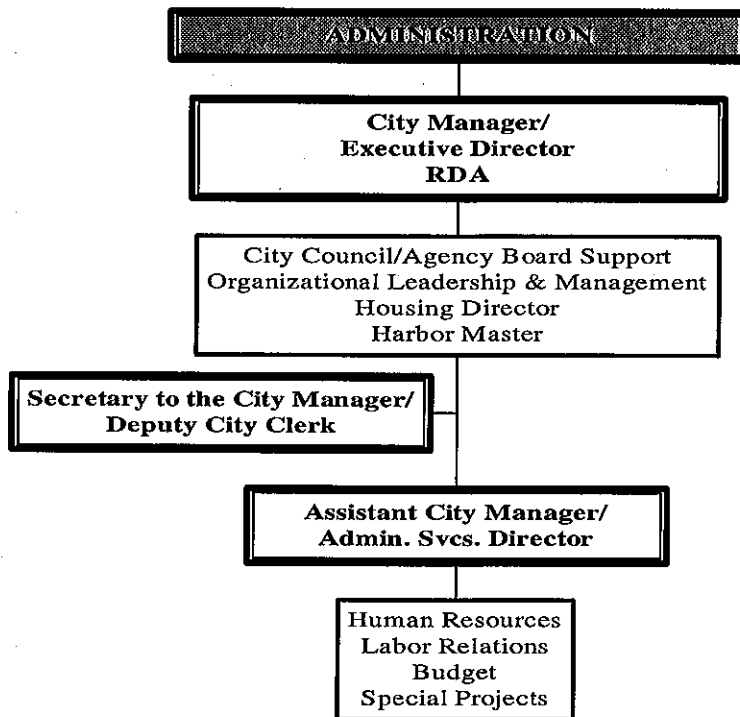 ADMINISTRATION
City Manager/
Executive Director
RDA
City Council/Agency Board Support
Organizational Leadership & Management
Housing Director
Harbor Master
Secretary to the City Manager/
Deputy City Clerk
Assistant City Manager/
Admin. Svcs. Director
Human Resources
Labor Relations
Budget
Special Projects